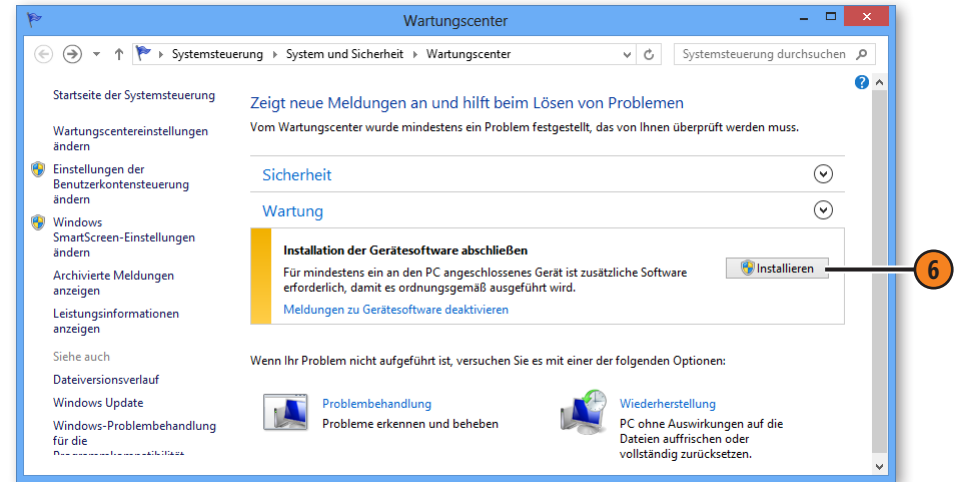 Wartungscenter
Systemsteuerung System und Sicherheit Wartungscenter
Systemsteuerung durchsuchen
Startseite der Systemsteuerung
Wartungscentereinstellungen
ändern
Einstellungen der
Benutzerkontensteuerung
ändern
Windows
SmartScreen-Einstellungen
ändern
Archivierte Meldungen
anzeigen
Leistungsinformationen
anzeigen
Siehe auch
Dateiversionsverlauf
Windows Update
Windows-Problembehandlung
für die
Zeigt neue Meldungen an und hilft beim Lösen von Problemen
Vom Wartungscenter wurde mindestens ein Problem festgestellt, das von Ihnen überprüft werden muss.
Sicherheit
Wartung
Installation der Gerätesoftware abschließen
Für mindestens ein an den PC angeschlossenes Gerät ist zusätzliche Software
erforderlich, damit es ordnungsgemäß ausgeführt wird.
Meldungen zu Gerätesoftware deaktivieren
Installieren
6
Wenn Ihr Problem nicht aufgeführt ist, versuchen Sie es mit einer der folgenden Optionen:
Problembehandlung
Probleme erkennen und beheben
Wiederherstellung
PC ohne Auswirkungen auf die
Dateien auffrischen oder
vollständig zurücksetzen.